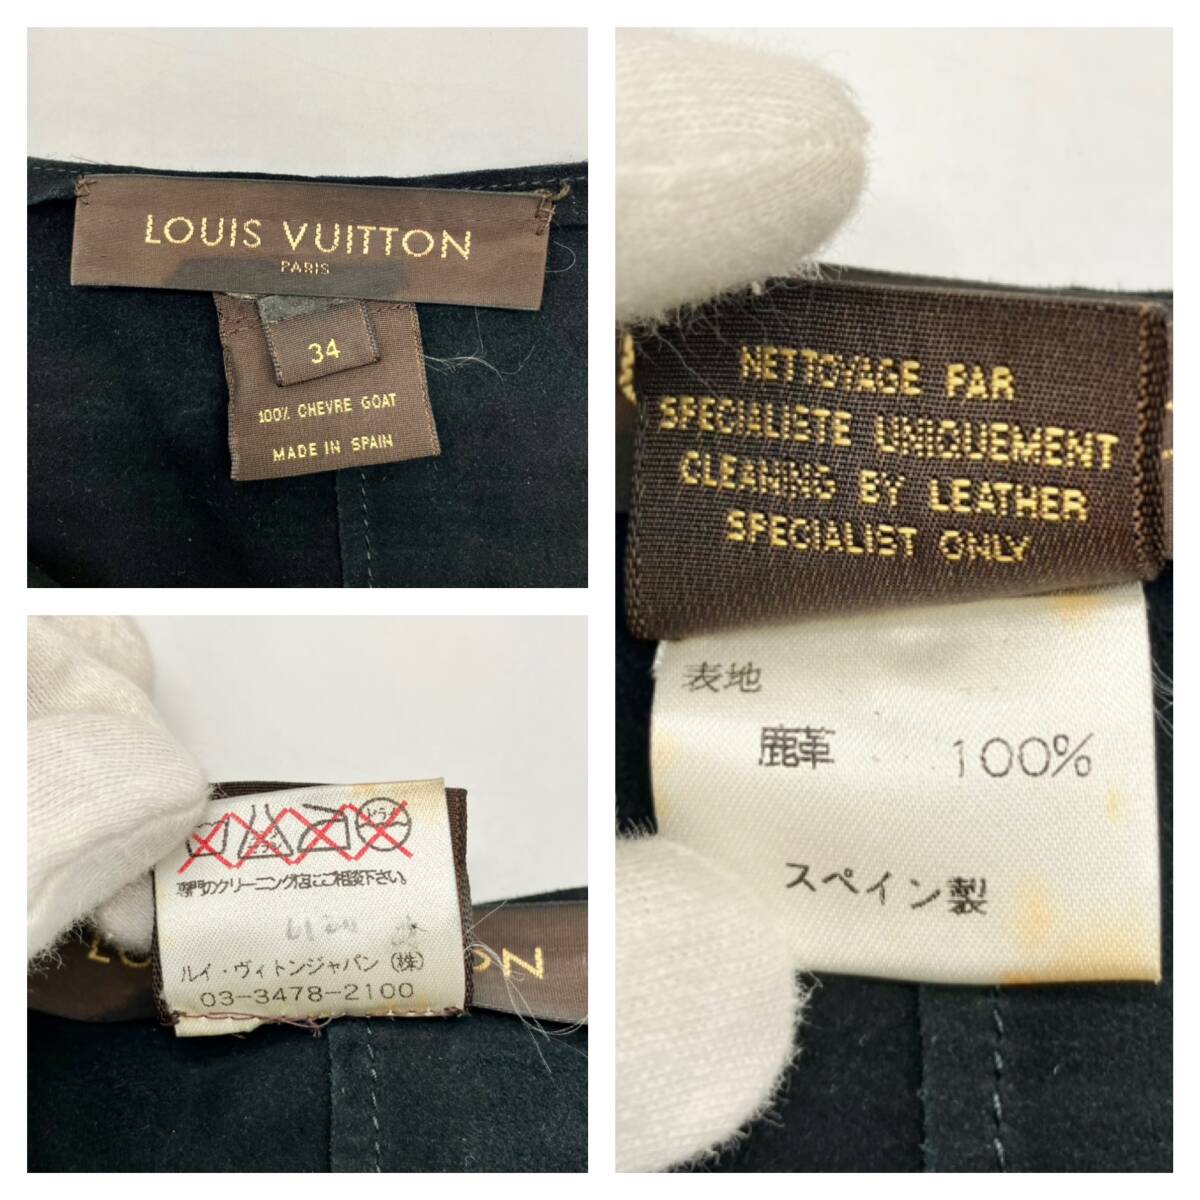 LOUIS VUITTON
PARIS
34
100% CHEVRE GOAT
MADE IN SPAIN
NETTOYAGE PAR
SPECIALISTE UNIQUEMENT
CLEANING BY LEATHER
SPECIALIST ONLY
表地
鹿革 100%
スペイン製
専門のクリーニング店にご相談下さい。
ルイ・ヴィトンジャパン(株)
03-3478-2100